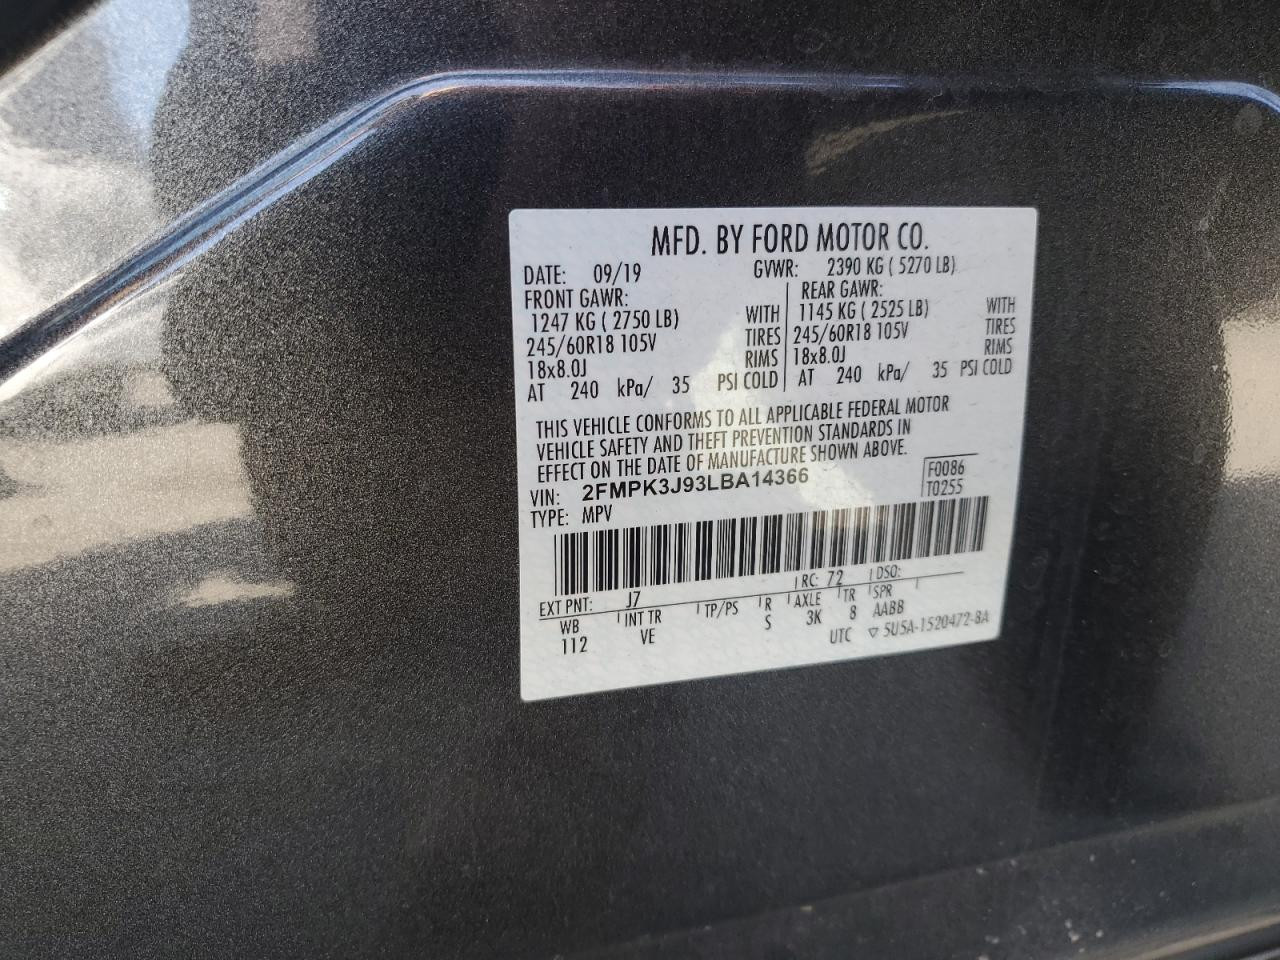 MFD. BY FORD MOTOR CO.
DATE: 09/19 GVWR: 2390 KG ( 5270 LB)
FRONT GAWR: REAR GAWR:
1247 KG ( 2750 LB) WITH 1145 KG ( 2525 LB) WITH
245/60R18 105V TIRES 245/60R18 105V TIRES
18x8.0J RIMS 18x8.0J RIMS
AT 240 kPa/ 35 PSI COLD AT 240 kPa/ 35 PSI COLD
THIS VEHICLE CONFORMS TO ALL APPLICABLE FEDERAL MOTOR
VEHICLE SAFETY AND THEFT PREVENTION STANDARDS IN
EFFECT ON THE DATE OF MANUFACTURE SHOWN ABOVE.
VIN: 2FMPK3J93LBA14366 F0086
TYPE: MPV T0255
EXT PNT: J7 RC: 72 DSO:
WB INT TR TP/PS R AXLE TR SPR
112 VE S 3K 8 AABB
UTC ▽ 5U5A-1520472-8A